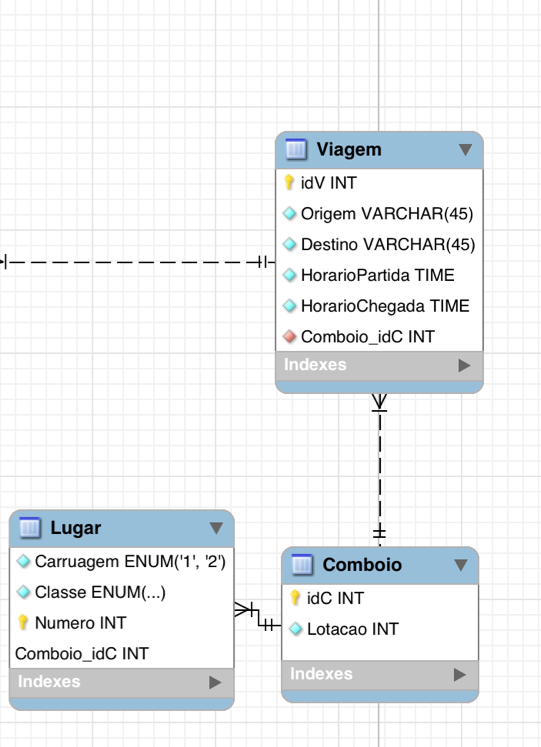 Viagem
idV INT
Origem VARCHAR(45)
Destino VARCHAR(45)
HorarioPartida TIME
HorarioChegada TIME
Comboio_idC INT
Indexes
Lugar
Carruagem ENUM('1', '2')
Classe ENUM(...)
Numero INT
Comboio_idC INT
Indexes
Comboio
idC INT
Lotacao INT
Indexes